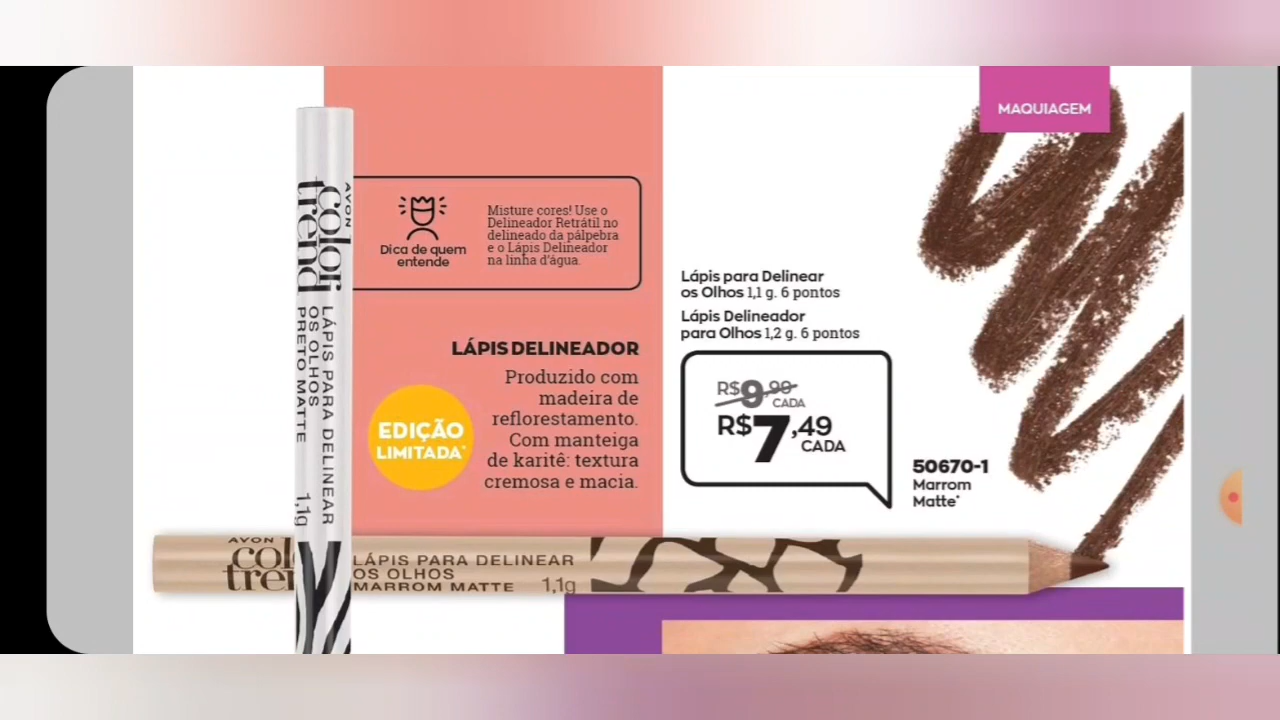 MAQUIAGEM
Dica de quem
entende
Misture cores! Use o
Delineador Retrátil no
delineado da pálpebra
e o Lápis Delineador
na linha d'água.
LÁPIS DELINEADOR
Produzido com
madeira de
reflorestamento.
Com manteiga
de karitê: textura
cremosa e macia.
EDIÇÃO
LIMITADA*
Lápis para Delinear
os Olhos 1,1 g. 6 pontos
Lápis Delineador
para Olhos 1,2 g. 6 pontos
R$9,99
CADA
R$7,49
CADA
50670-1
Marrom
Matte*
AVON
color
trend
LÁPIS PARA DELINEAR
OS OLHOS
PRETO MATTE
1,1g
AVON
col
tren
LÁPIS PARA DELINEAR
OS OLHOS
MARROM MATTE
1,1g